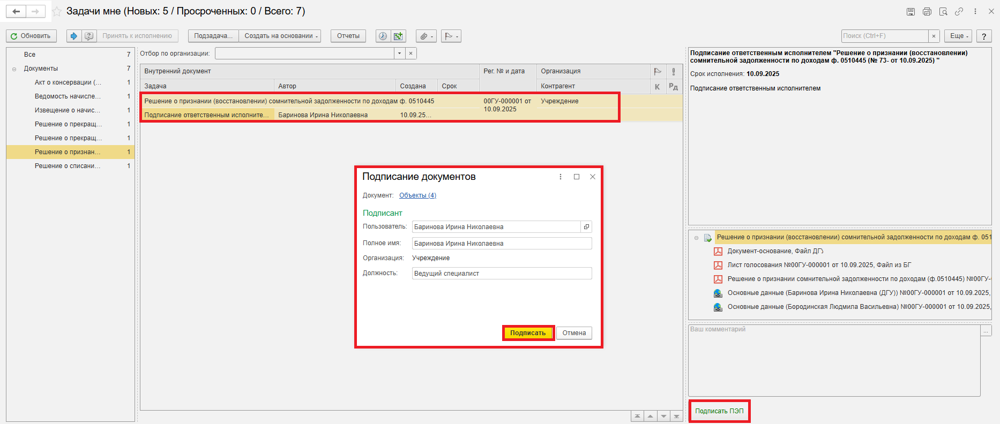 Задачи мне (Новых: 5 / Просроченных: 0 / Всего: 7)
Обновить
Принять к исполнению
Подзадача...
Создать на основании
Отчеты
Поиск (Ctrl+F)
×
Еще
?
Все 7
Документы 7
Акт о консервации (... 1
Ведомость начисле... 1
Извещение о начис... 1
Решение о прекращ... 1
Решение о прекращ... 1
Решение о признан... 1
Решение о списани... 1
Отбор по организации:
Внутренний документ Рег. № и дата Организация
Задача Автор Создана Срок Контрагент К Рд
Решение о признании (восстановлении) сомнительной задолженности по доходам ф. 0510445 00ГУ-000001 от Учреждение
10.09.2025
Подписание ответственным исполните... Баринова Ирина Николаевна 10.09.25...
Подписание документов
Документ: Объекты (4)
Подписант
Пользователь: Баринова Ирина Николаевна
Полное имя: Баринова Ирина Николаевна
Организация: Учреждение
Должность: Ведущий специалист
Подписать
Отмена
Подписание ответственным исполнителем "Решение о признании (восстановлении)
сомнительной задолженности по доходам ф. 0510445 (№ 73- от 10.09.2025) "
Срок исполнения: 10.09.2025
Подписание ответственным исполнителем
Решение о признании (восстановлении) сомнительной задолженности по доходам ф. 051
Документ-основание, Файл ДГУ
Лист голосования №00ГУ-000001 от 10.09.2025, Файл из БГ
Решение о признании сомнительной задолженности по доходам (ф.0510445) №00ГУ-
Основные данные (Баринова Ирина Николаевна (ДГУ)) №00ГУ-000001 от 10.09.2025,
Основные данные (Бородинская Людмила Васильевна) №00ГУ-000001 от 10.09.2025,
Ваш комментарий
...
Подписать ПЭП